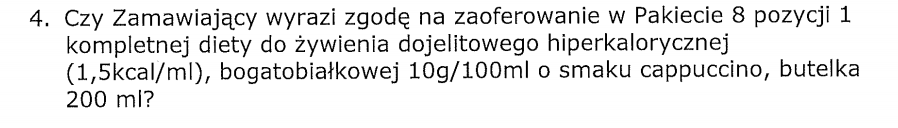 4. Czy Zamawiający wyrazi zgodę na zaoferowanie w Pakiecie 8 pozycji 1
kompletnej diety do żywienia dojelitowego hiperkalorycznej
(1,5kcal/ml), bogatobiałkowej 10g/100ml o smaku cappuccino, butelka
200 ml?